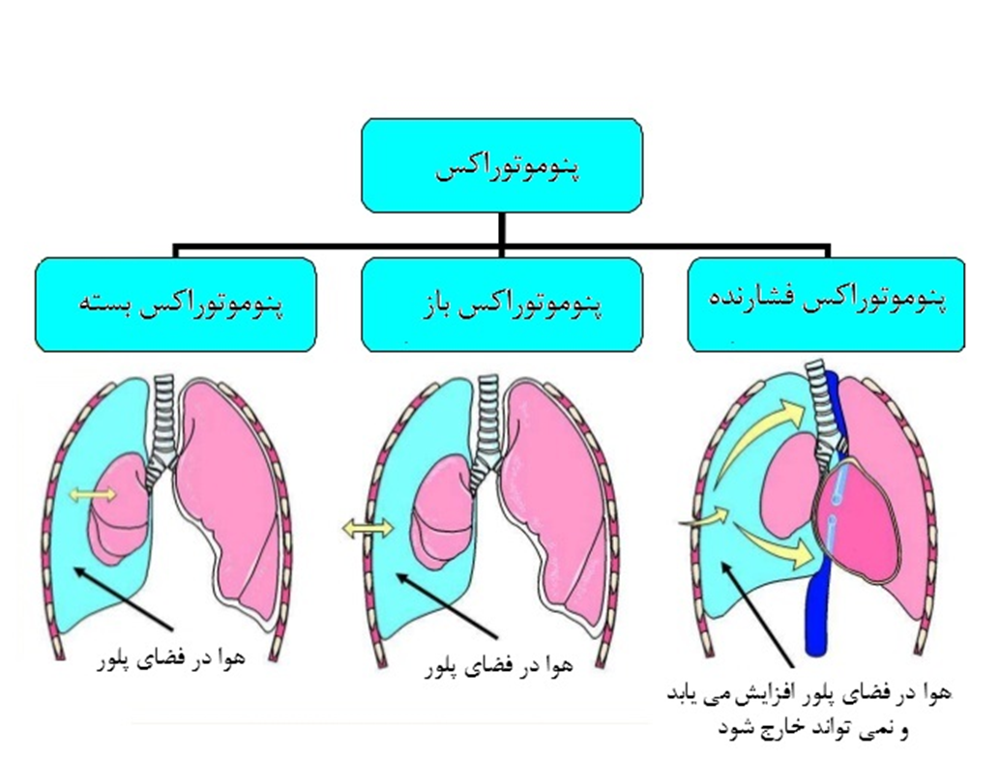 پنوموتوراکس
پنوموتوراکس فشارنده
پنوموتوراکس باز
پنوموتوراکس بسته
هوا در فضای پلور افزایش می یابد
و نمی تواند خارج شود
هوا در فضای پلور
هوا در فضای پلور